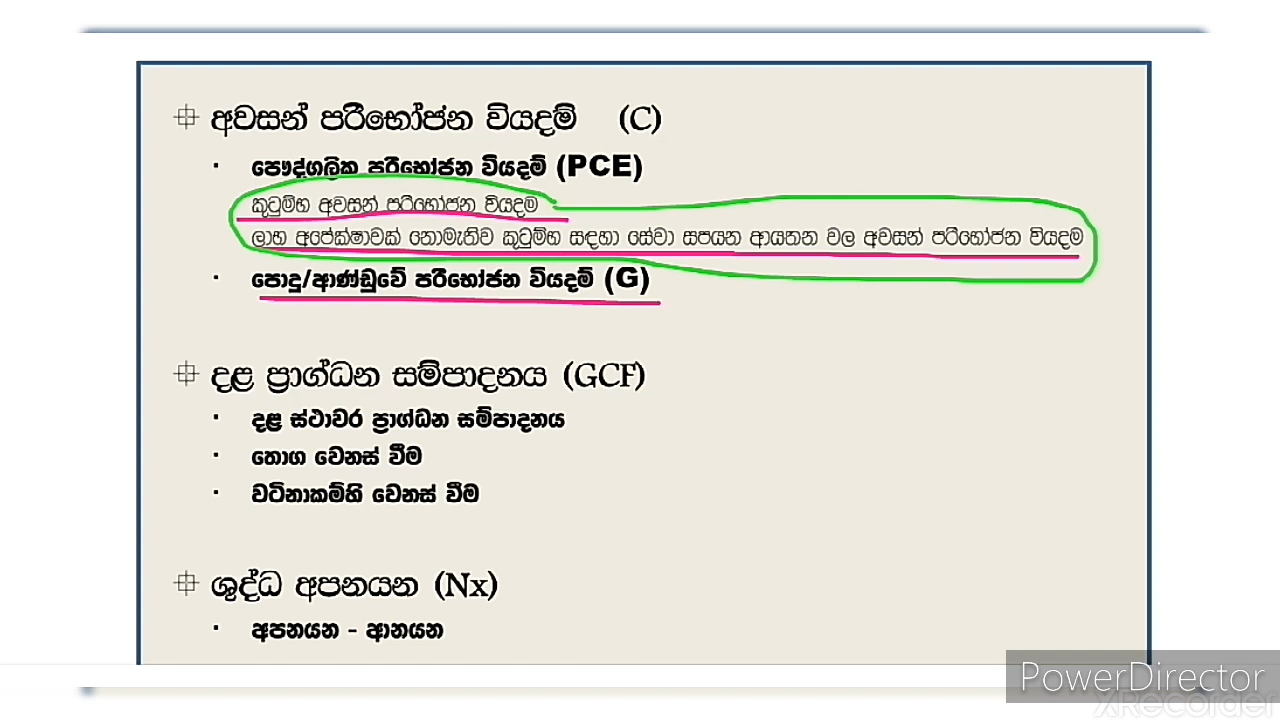 අවසන් පරිභෝජන වියදම් (C)
· පෞද්ගලික පරිභෝජන වියදම් (PCE)
කුටුම්භ අවසන් පරිභෝජන වියදම
ලාභ අපේක්ෂාවක් නොමැතිව කුටුම්භ සඳහා සේවා සපයන ආයතන වල අවසන් පරිභෝජන වියදම
· පොදු/ආණ්ඩුවේ පරිභෝජන වියදම් (G)
දළ ප්‍රාග්ධන සම්පාදනය (GCF)
· දළ ස්ථාවර ප්‍රාග්ධන සම්පාදනය
· තොග වෙනස් වීම
· වටිනාකම්හි වෙනස් වීම
ශුද්ධ අපනයන (Nx)
· අපනයන - ආනයන
PowerDirector
XRecorder